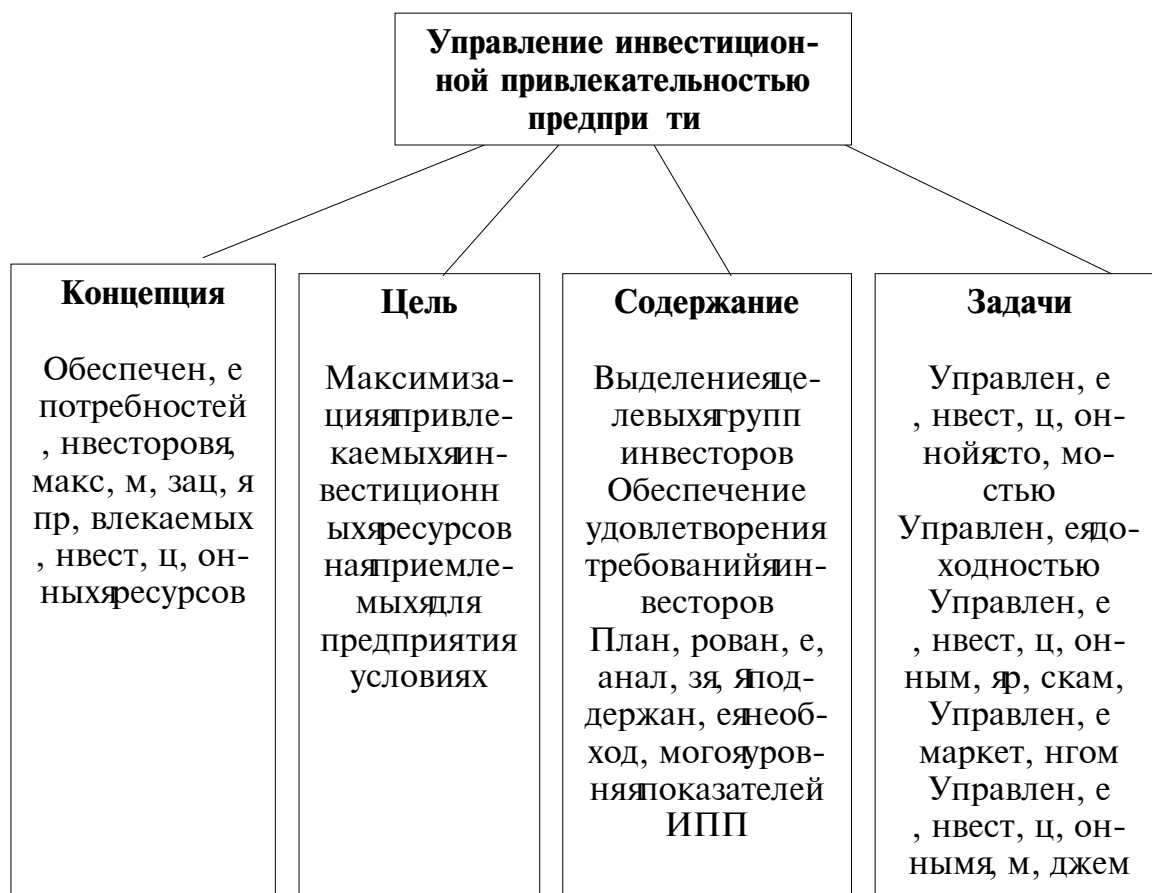 Управление инвестицион-
ной привлекательностью
предпри ти
Концепция
Обеспечен, е
потребностей
, нвесторовя,
макс, м, зац, я
пр, влекаемых
, нвест, ц, он-
ныхяресурсов
Цель
Максимиза-
цияяпривле-
каемыхяин-
вестиционн
ыхяресурсов
наяприемле-
мыхядля
предприятия
условиях
Содержание
Выделениеяце-
левыхягрупп
инвесторов
Обеспечение
удовлетворения
требованийяин-
весторов
План, рован, е,
анал, зя, япод-
держан, еянеоб-
ход, могояуров-
няяпоказателей
ИПП
Задачи
Управлен, е
, нвест, ц, он-
нойясто, мо-
стью
Управлен, еядо-
ходностью
Управлен, е
, нвест, ц, он-
ным, яр, скам,
Управлен, е
маркет, нгом
Управлен, е
, нвест, ц, он-
нымя, м, джем